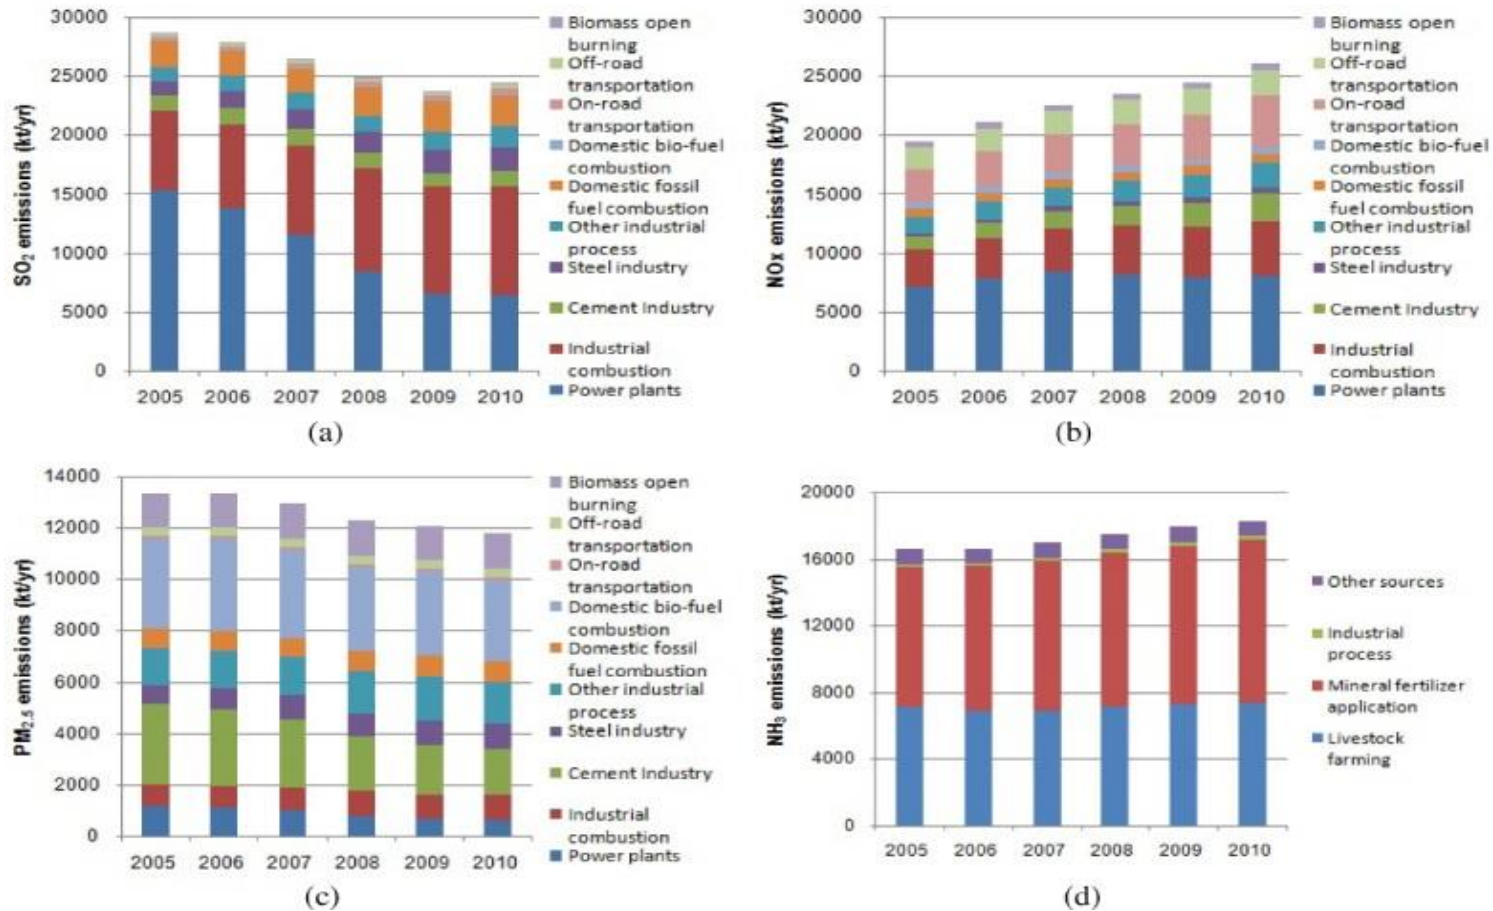 SO2 emissions (kt/yr)
30000
25000
20000
15000
10000
5000
0
2005 2006 2007 2008 2009 2010
Biomass open
burning
Off-road
transportation
On-road
transportation
Domestic bio-fuel
combustion
Domestic fossil
fuel combustion
Other industrial
process
Steel industry
Cement Industry
Industrial
combustion
Power plants
(a)
NOx emissions (kt/yr)
30000
25000
20000
15000
10000
5000
0
2005 2006 2007 2008 2009 2010
Biomass open
burning
Off-road
transportation
On-road
transportation
Domestic bio-fuel
combustion
Domestic fossil
fuel combustion
Other industrial
process
Steel industry
Cement Industry
Industrial
combustion
Power plants
(b)
PM2.5 emissions (kt/yr)
14000
12000
10000
8000
6000
4000
2000
0
2005 2006 2007 2008 2009 2010
Biomass open
burning
Off-road
transportation
On-road
transportation
Domestic bio-fuel
combustion
Domestic fossil
fuel combustion
Other industrial
process
Steel industry
Cement Industry
Industrial
combustion
Power plants
(c)
NH3 emissions (kt/yr)
20000
16000
12000
8000
4000
0
2005 2006 2007 2008 2009 2010
Other sources
Industrial
process
Mineral fertilizer
application
Livestock
farming
(d)